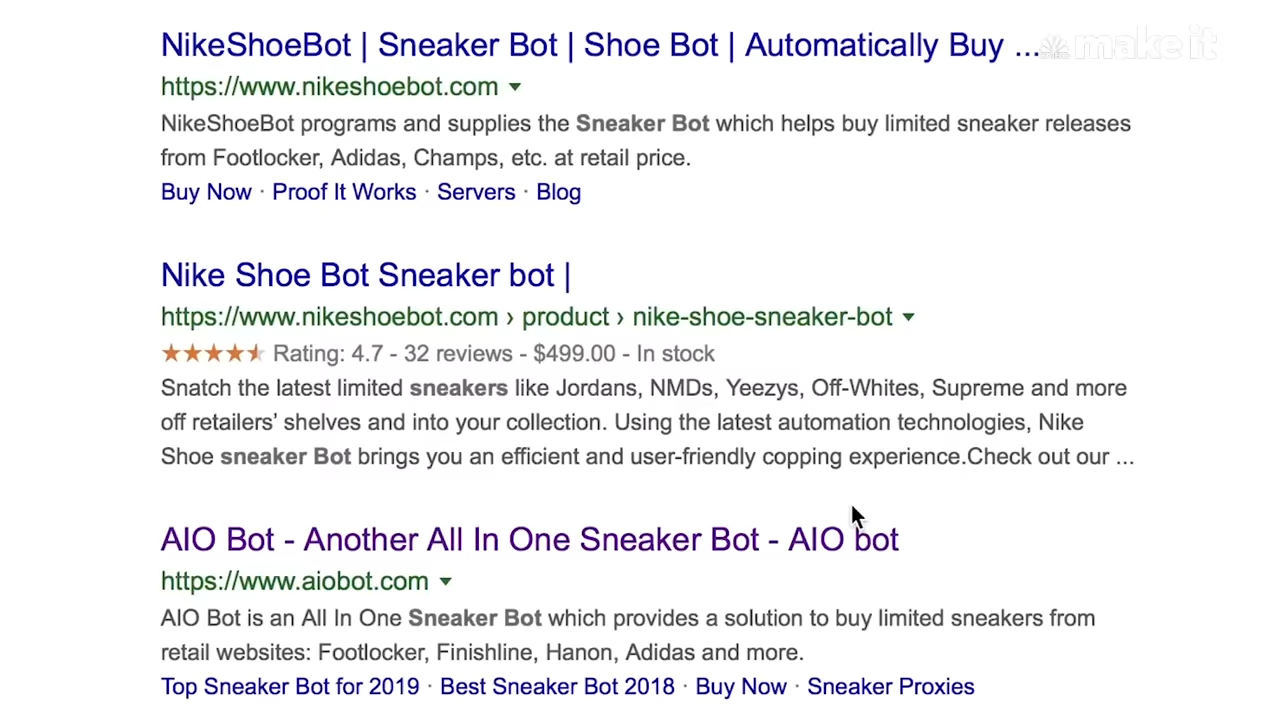 NikeShoeBot | Sneaker Bot | Shoe Bot | Automatically Buy ...
make it
https://www.nikeshoebot.com
NikeShoeBot programs and supplies the Sneaker Bot which helps buy limited sneaker releases
from Footlocker, Adidas, Champs, etc. at retail price.
Buy Now · Proof It Works · Servers · Blog
Nike Shoe Bot Sneaker bot |
https://www.nikeshoebot.com › product › nike-shoe-sneaker-bot
Rating: 4.7 - 32 reviews - $499.00 - In stock
Snatch the latest limited sneakers like Jordans, NMDs, Yeezys, Off-Whites, Supreme and more
off retailers’ shelves and into your collection. Using the latest automation technologies, Nike
Shoe sneaker Bot brings you an efficient and user-friendly copping experience.Check out our ...
AIO Bot - Another All In One Sneaker Bot - AIO bot
https://www.aiobot.com
AIO Bot is an All In One Sneaker Bot which provides a solution to buy limited sneakers from
retail websites: Footlocker, Finishline, Hanon, Adidas and more.
Top Sneaker Bot for 2019 · Best Sneaker Bot 2018 · Buy Now · Sneaker Proxies